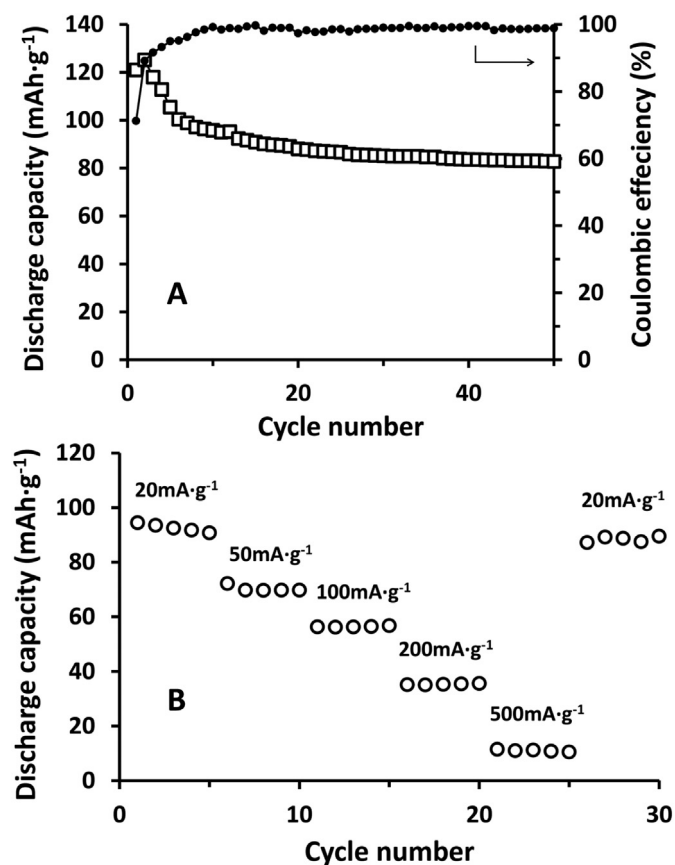 140
120
100
80
60
40
20
0
Discharge capacity (mAh·g⁻¹)
100
80
60
40
20
0
Coulombic effeciency (%)
A
0 20 40
Cycle number
120
100
80
60
40
20
0
Discharge capacity (mAh·g⁻¹)
20mA·g⁻¹
50mA·g⁻¹
100mA·g⁻¹
200mA·g⁻¹
500mA·g⁻¹
20mA·g⁻¹
B
0 10 20 30
Cycle number